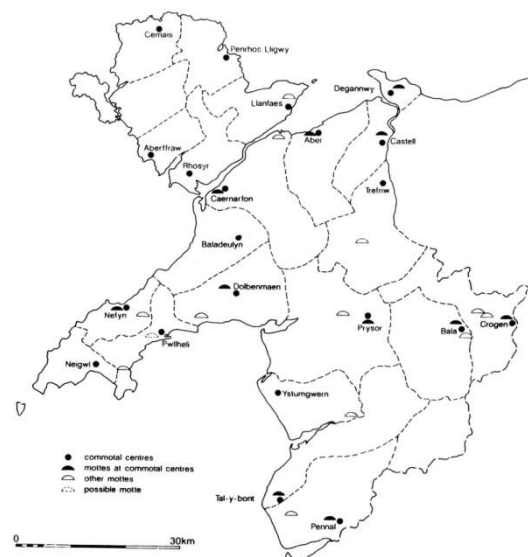 Cemais
Penrhos Lligwy
Llanfaes
Degannwy
Aber
Castell
Aberffraw
Rhosyr
Trefriw
Caernarfon
Baladeulyn
Dolbenmaen
Nefyn
Prysor
Bala
Crogen
Pwllheli
Neigwl
Ystumgwern
commotal centres
mottes at commotal centres
other mottes
possible motte
Tal-y-bont
Pennal
0
30km